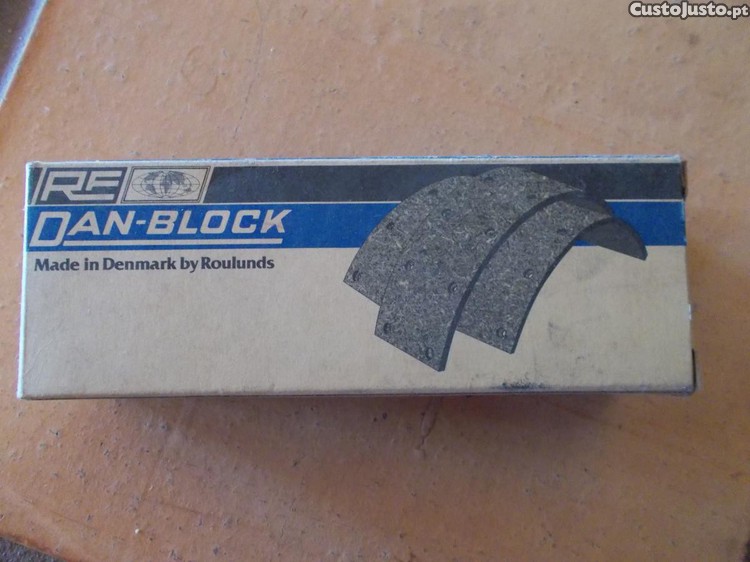 CustoJusto.pt
RF
DAN-BLOCK
Made in Denmark by Roulunds